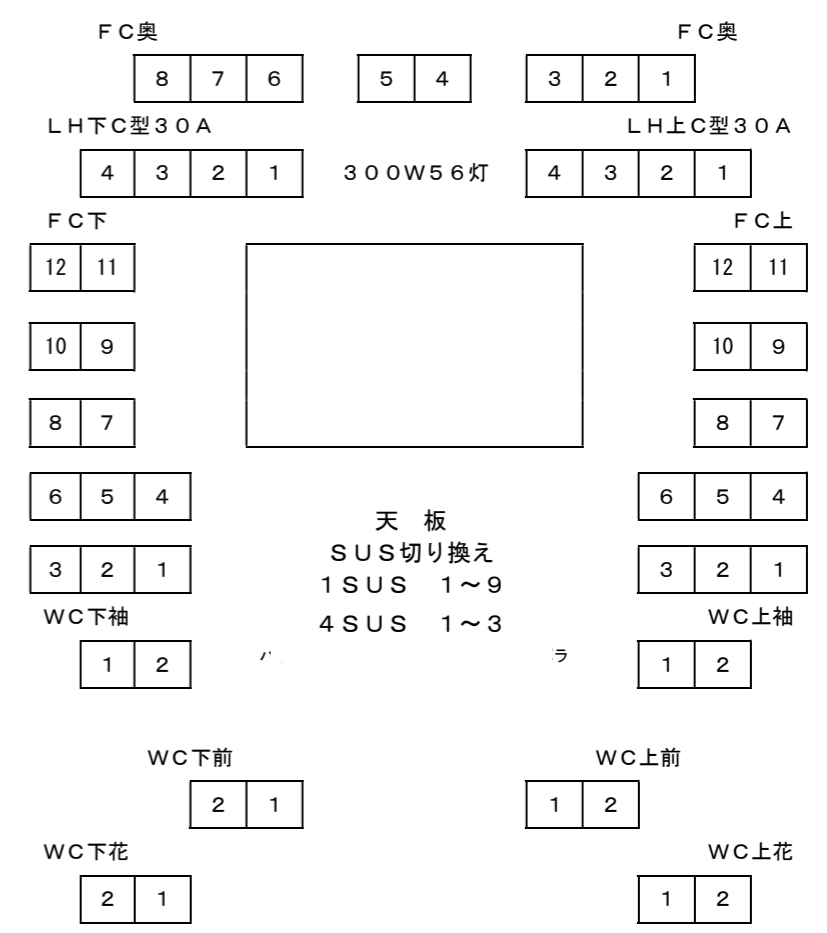 ＦＣ奥 ＦＣ奥
8 7 6 5 4 3 2 1
ＬＨ下Ｃ型３０Ａ ＬＨ上Ｃ型３０Ａ
4 3 2 1 ３００Ｗ５６灯 4 3 2 1
ＦＣ下 ＦＣ上
12 11 12 11
10 9 10 9
8 7 8 7
6 5 4 6 5 4
天 板
3 2 1 ＳＵＳ切り換え 3 2 1
１ＳＵＳ １～９
ＷＣ下袖 ４ＳＵＳ １～３ ＷＣ上袖
1 2 1 2
ＷＣ下前 ＷＣ上前
2 1 1 2
ＷＣ下花 ＷＣ上花
2 1 1 2